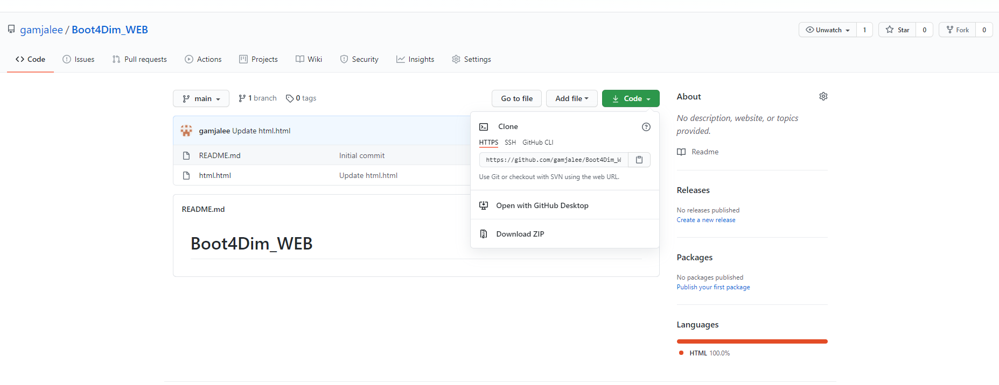 gamjalee / Boot4Dim_WEB
Unwatch 1 Star 0 Fork 0
Code Issues Pull requests Actions Projects Wiki Security Insights Settings
main 1 branch 0 tags Go to file Add file Code
gamjalee Update html.html
README.md Initial commit
html.html Update html.html
README.md
Boot4Dim_WEB
Clone
HTTPS SSH GitHub CLI
https://github.com/gamjalee/Boot4Dim_W
Use Git or checkout with SVN using the web URL.
Open with GitHub Desktop
Download ZIP
About
No description, website, or topics
provided.
Readme
Releases
No releases published
Create a new release
Packages
No packages published
Publish your first package
Languages
HTML 100.0%